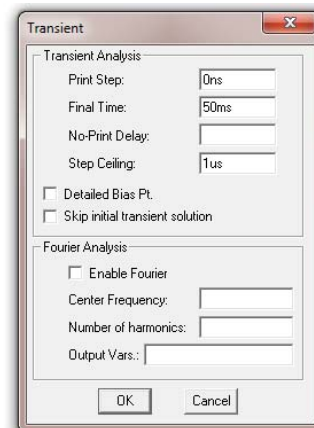 Transient
Transient Analysis
Print Step: 0ns
Final Time: 50ms
No-Print Delay:
Step Ceiling: 1us
Detailed Bias Pt.
Skip initial transient solution
Fourier Analysis
Enable Fourier
Center Frequency:
Number of harmonics:
Output Vars.:
OK Cancel